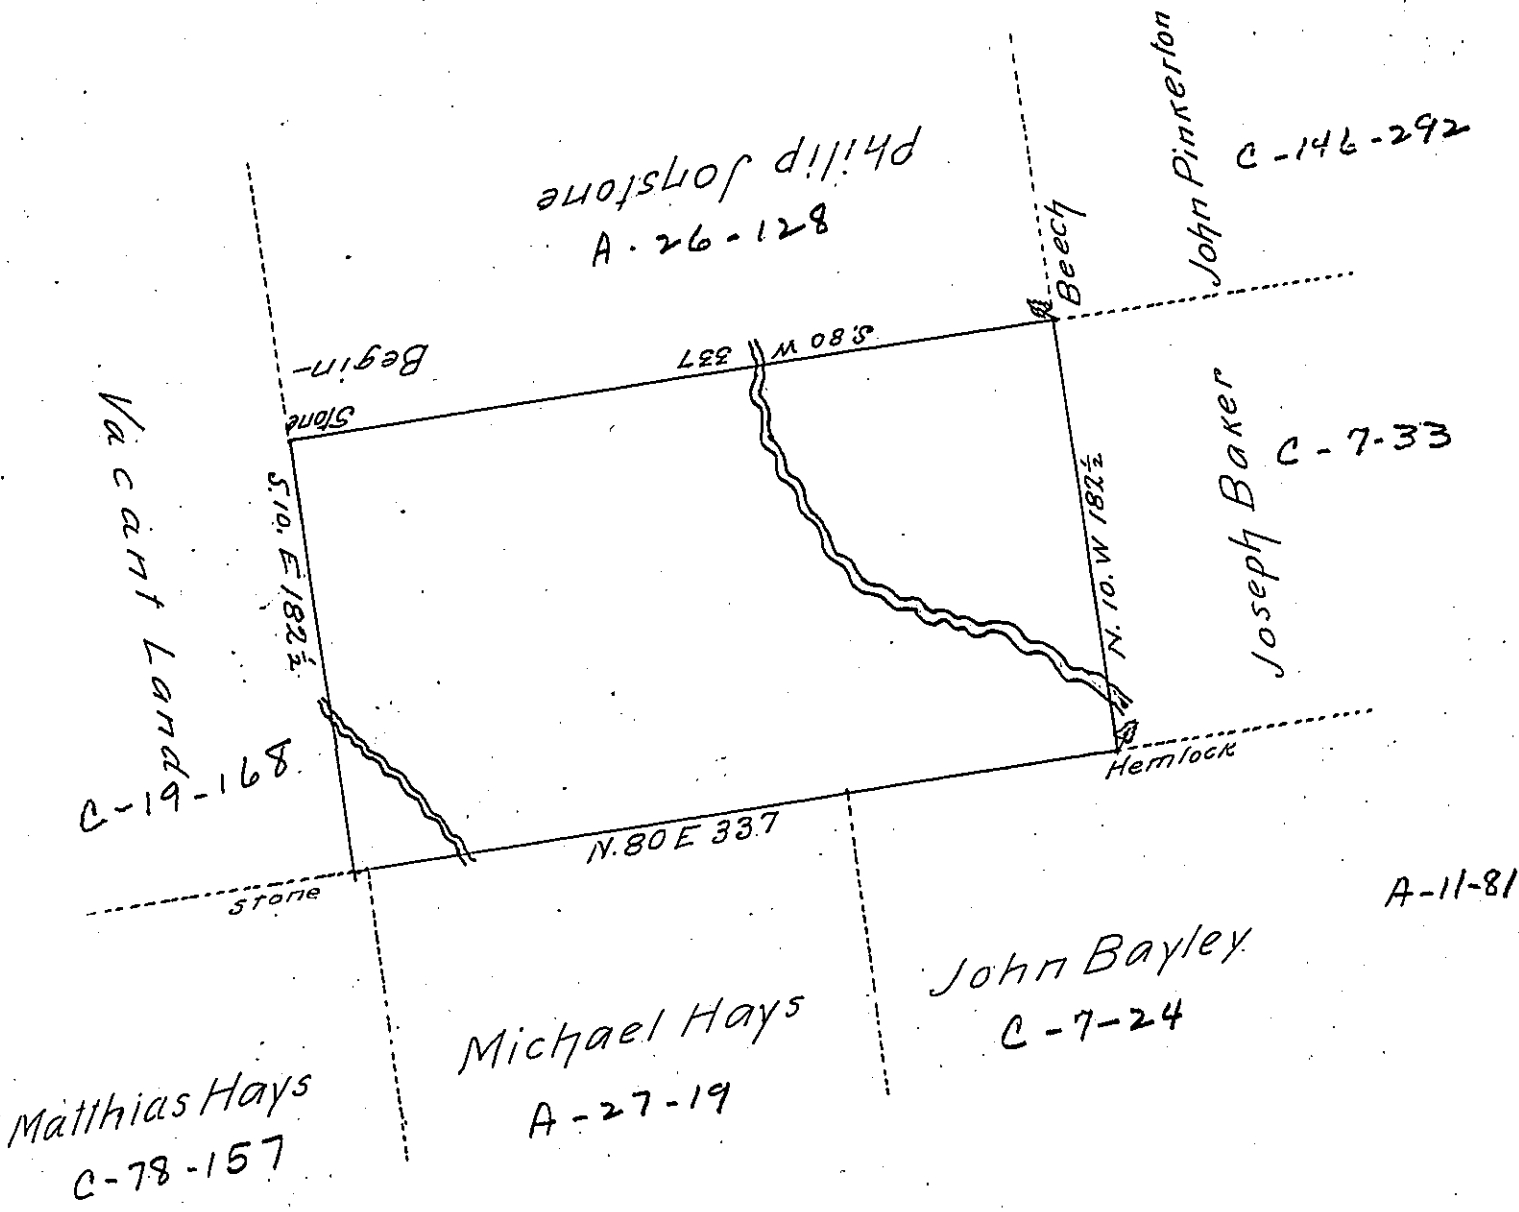 John Pinkerton
C-146-292
Philip Jonstone
A-26-128
Beech
Begin-
337 S.80 W
Stone
Vacant Land
C-19-168
S.10. E 182½
N. 10. W 182½
Joseph Baker
C-7-33
Hemlock
N.80 E 337
Stone
A-11-81
John Bayley
C-7-24
Michael Hays
A-27-19
Matthias Hays
C-78-157